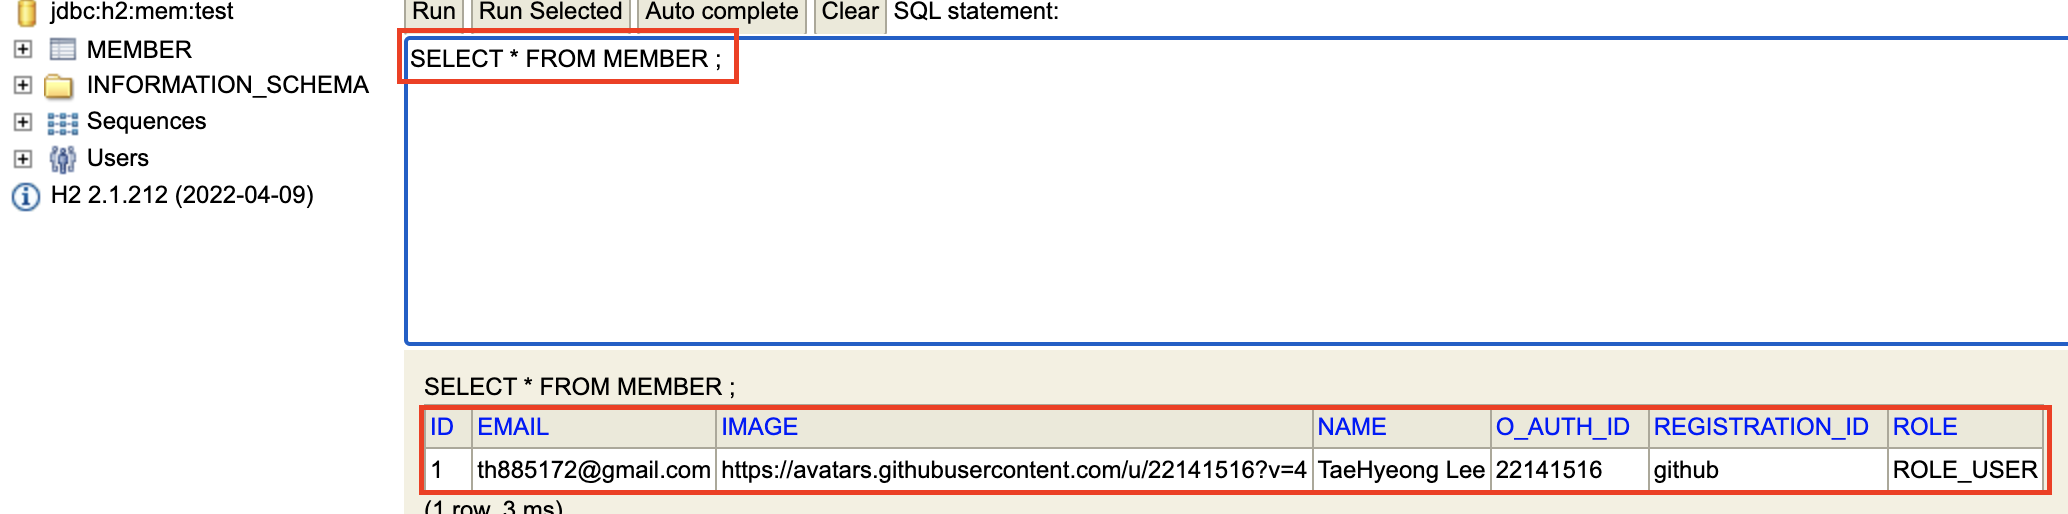 jdbc:h2:mem:test
MEMBER
INFORMATION_SCHEMA
Sequences
Users
H2 2.1.212 (2022-04-09)
Run Run Selected Auto complete Clear SQL statement:
SELECT * FROM MEMBER ;
SELECT * FROM MEMBER ;
ID EMAIL IMAGE NAME O_AUTH_ID REGISTRATION_ID ROLE
1 th885172@gmail.com https://avatars.githubusercontent.com/u/22141516?v=4 TaeHyeong Lee 22141516 github ROLE_USER
(1 row, 3 ms)